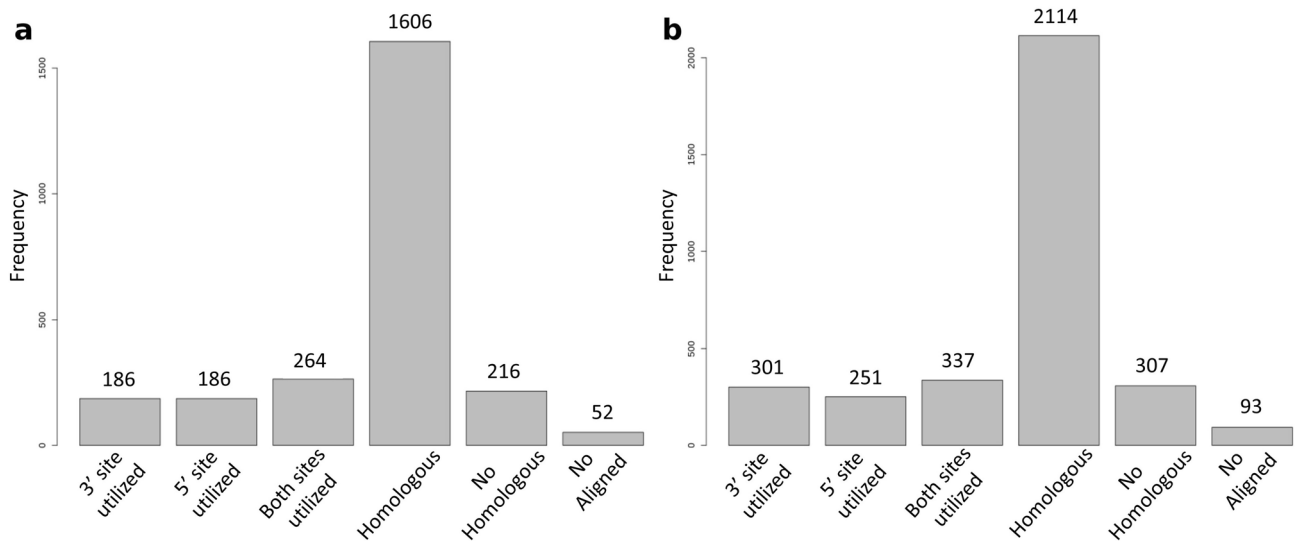 a
1606
1500
1000
500
0
Frequency
186
186
264
216
52
3' site
utilized
5' site
utilized
Both sites
utilized
Homologous
No
Homologous
No
Aligned
b
2114
2000
1500
1000
500
0
Frequency
301
251
337
307
93
3' site
utilized
5' site
utilized
Both sites
utilized
Homologous
No
Homologous
No
Aligned